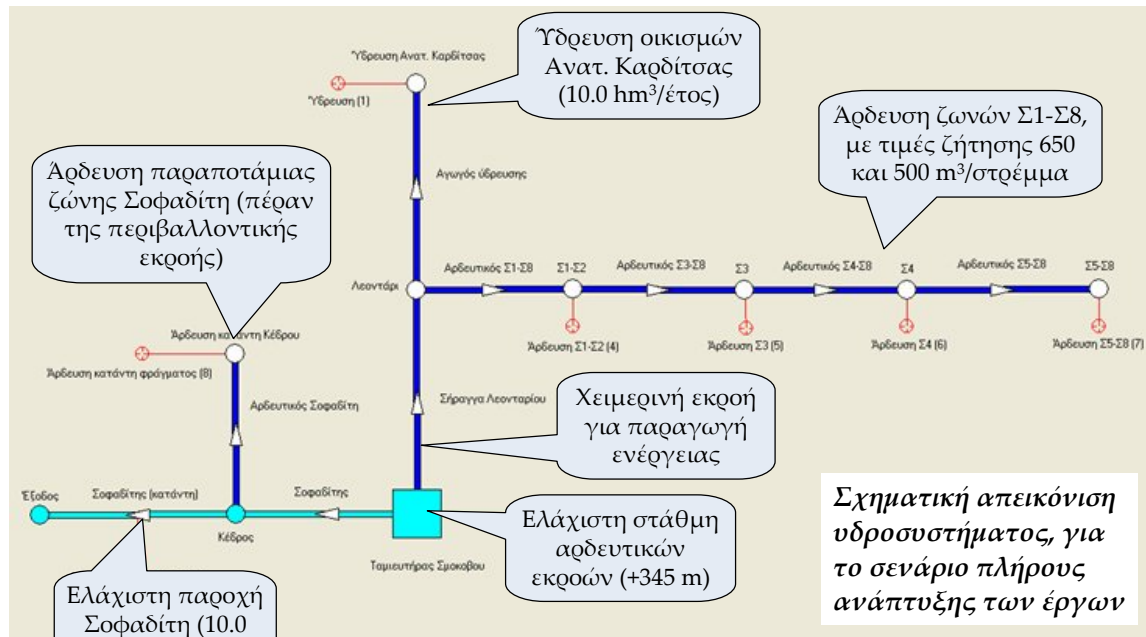 Ὕδρευση οικισμών
Ανατ. Καρδίτσας
(10.0 hm³/έτος)
Ὕδρευση Ανατ. Καρδίτσας
Ὕδρευση (1)
Άρδευση ζωνών Σ1-Σ8,
με τιμές ζήτησης 650
και 500 m³/στρέμμα
Άρδευση παραποτάμιας
ζώνης Σοφαδίτη (πέραν
της περιβαλλοντικής
εκροής)
Αγωγός ύδρευσης
Λεοντάρι
Αρδευτικός Σ1-Σ8
Σ1-Σ2
Αρδευτικός Σ3-Σ8
Σ3
Αρδευτικός Σ4-Σ8
Σ4
Αρδευτικός Σ5-Σ8
Σ5-Σ8
Άρδευση Σ1-Σ2 (4)
Άρδευση Σ3 (5)
Άρδευση Σ4 (6)
Άρδευση Σ5-Σ8 (7)
Άρδευση κατάντη Κέδρου
Άρδευση κατάντη φράγματος (8)
Αρδευτικός Σοφαδίτη
Σήραγγα Λεονταρίου
Χειμερινή εκροή
για παραγωγή
ενέργειας
Έξοδος
Σοφαδίτης (κατάντη)
Κέδρος
Σοφαδίτης
Ταμιευτήρας Σμοκόβου
Ελάχιστη στάθμη
αρδευτικών
εκροών (+345 m)
Σχηματική απεικόνιση
υδροσυστήματος, για
το σενάριο πλήρους
ανάπτυξης των έργων
Ελάχιστη παροχή
Σοφαδίτη (10.0